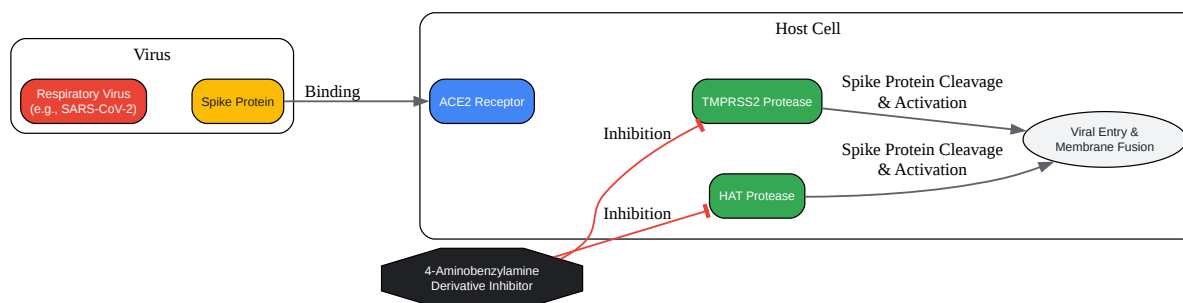 Host Cell
Virus
Respiratory Virus
(e.g., SARS-CoV-2)
Spike Protein
Binding
ACE2 Receptor
TMPRSS2 Protease
Spike Protein Cleavage
& Activation
Inhibition
Viral Entry &
Membrane Fusion
Spike Protein Cleavage
& Activation
HAT Protease
Inhibition
4-Aminobenzylamine
Derivative Inhibitor